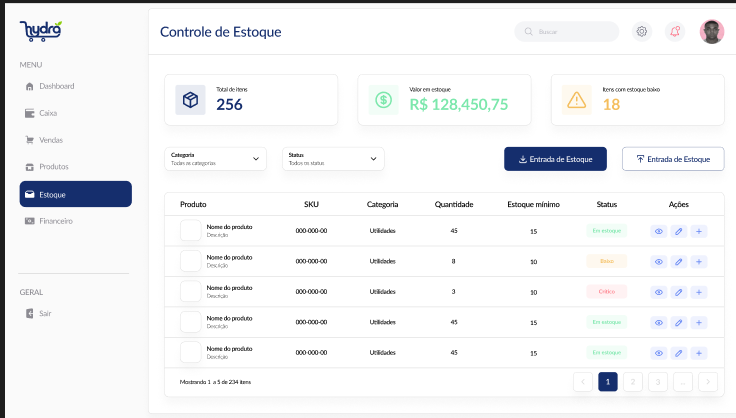 hydro
Controle de Estoque
Buscar
MENU
Dashboard
Caixa
Vendas
Produtos
Estoque
Financeiro
GERAL
Sair
Total de itens
256
Valor em estoque
R$ 128,450,75
Itens com estoque baixo
18
Categoria
Todas as categorias
Status
Todos os status
Entrada de Estoque
Entrada de Estoque
Produto SKU Categoria Quantidade Estoque mínimo Status Ações
Nome do produto
Descrição
000-000-00 Utilidades 45 15 Em estoque
Nome do produto
Descrição
000-000-00 Utilidades 8 10 Baixo
Nome do produto
Descrição
000-000-00 Utilidades 3 10 Crítico
Nome do produto
Descrição
000-000-00 Utilidades 45 15 Em estoque
Nome do produto
Descrição
000-000-00 Utilidades 45 15 Em estoque
Mostrando 1 a 5 de 234 itens
< 1 2 3 ... >